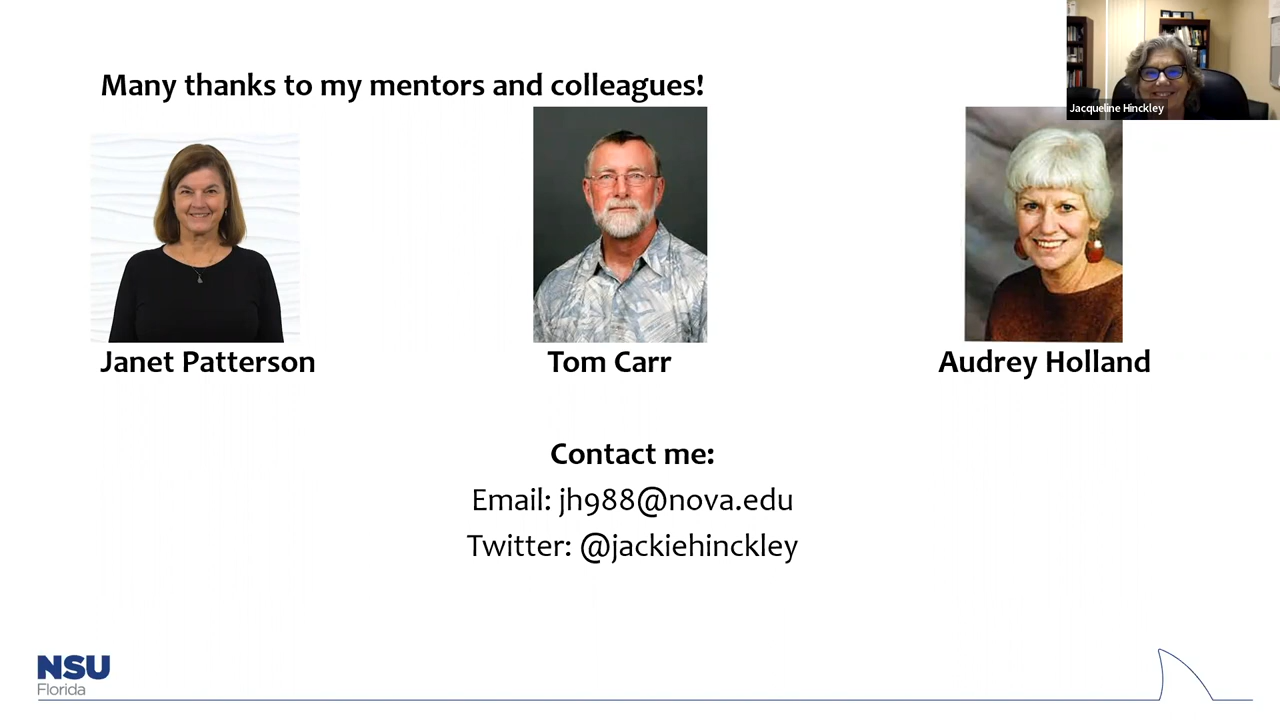 Many thanks to my mentors and colleagues!
Jacqueline Hinckley
Janet Patterson
Tom Carr
Audrey Holland
Contact me:
Email: jh988@nova.edu
Twitter: @jackiehinckley
NSU
Florida